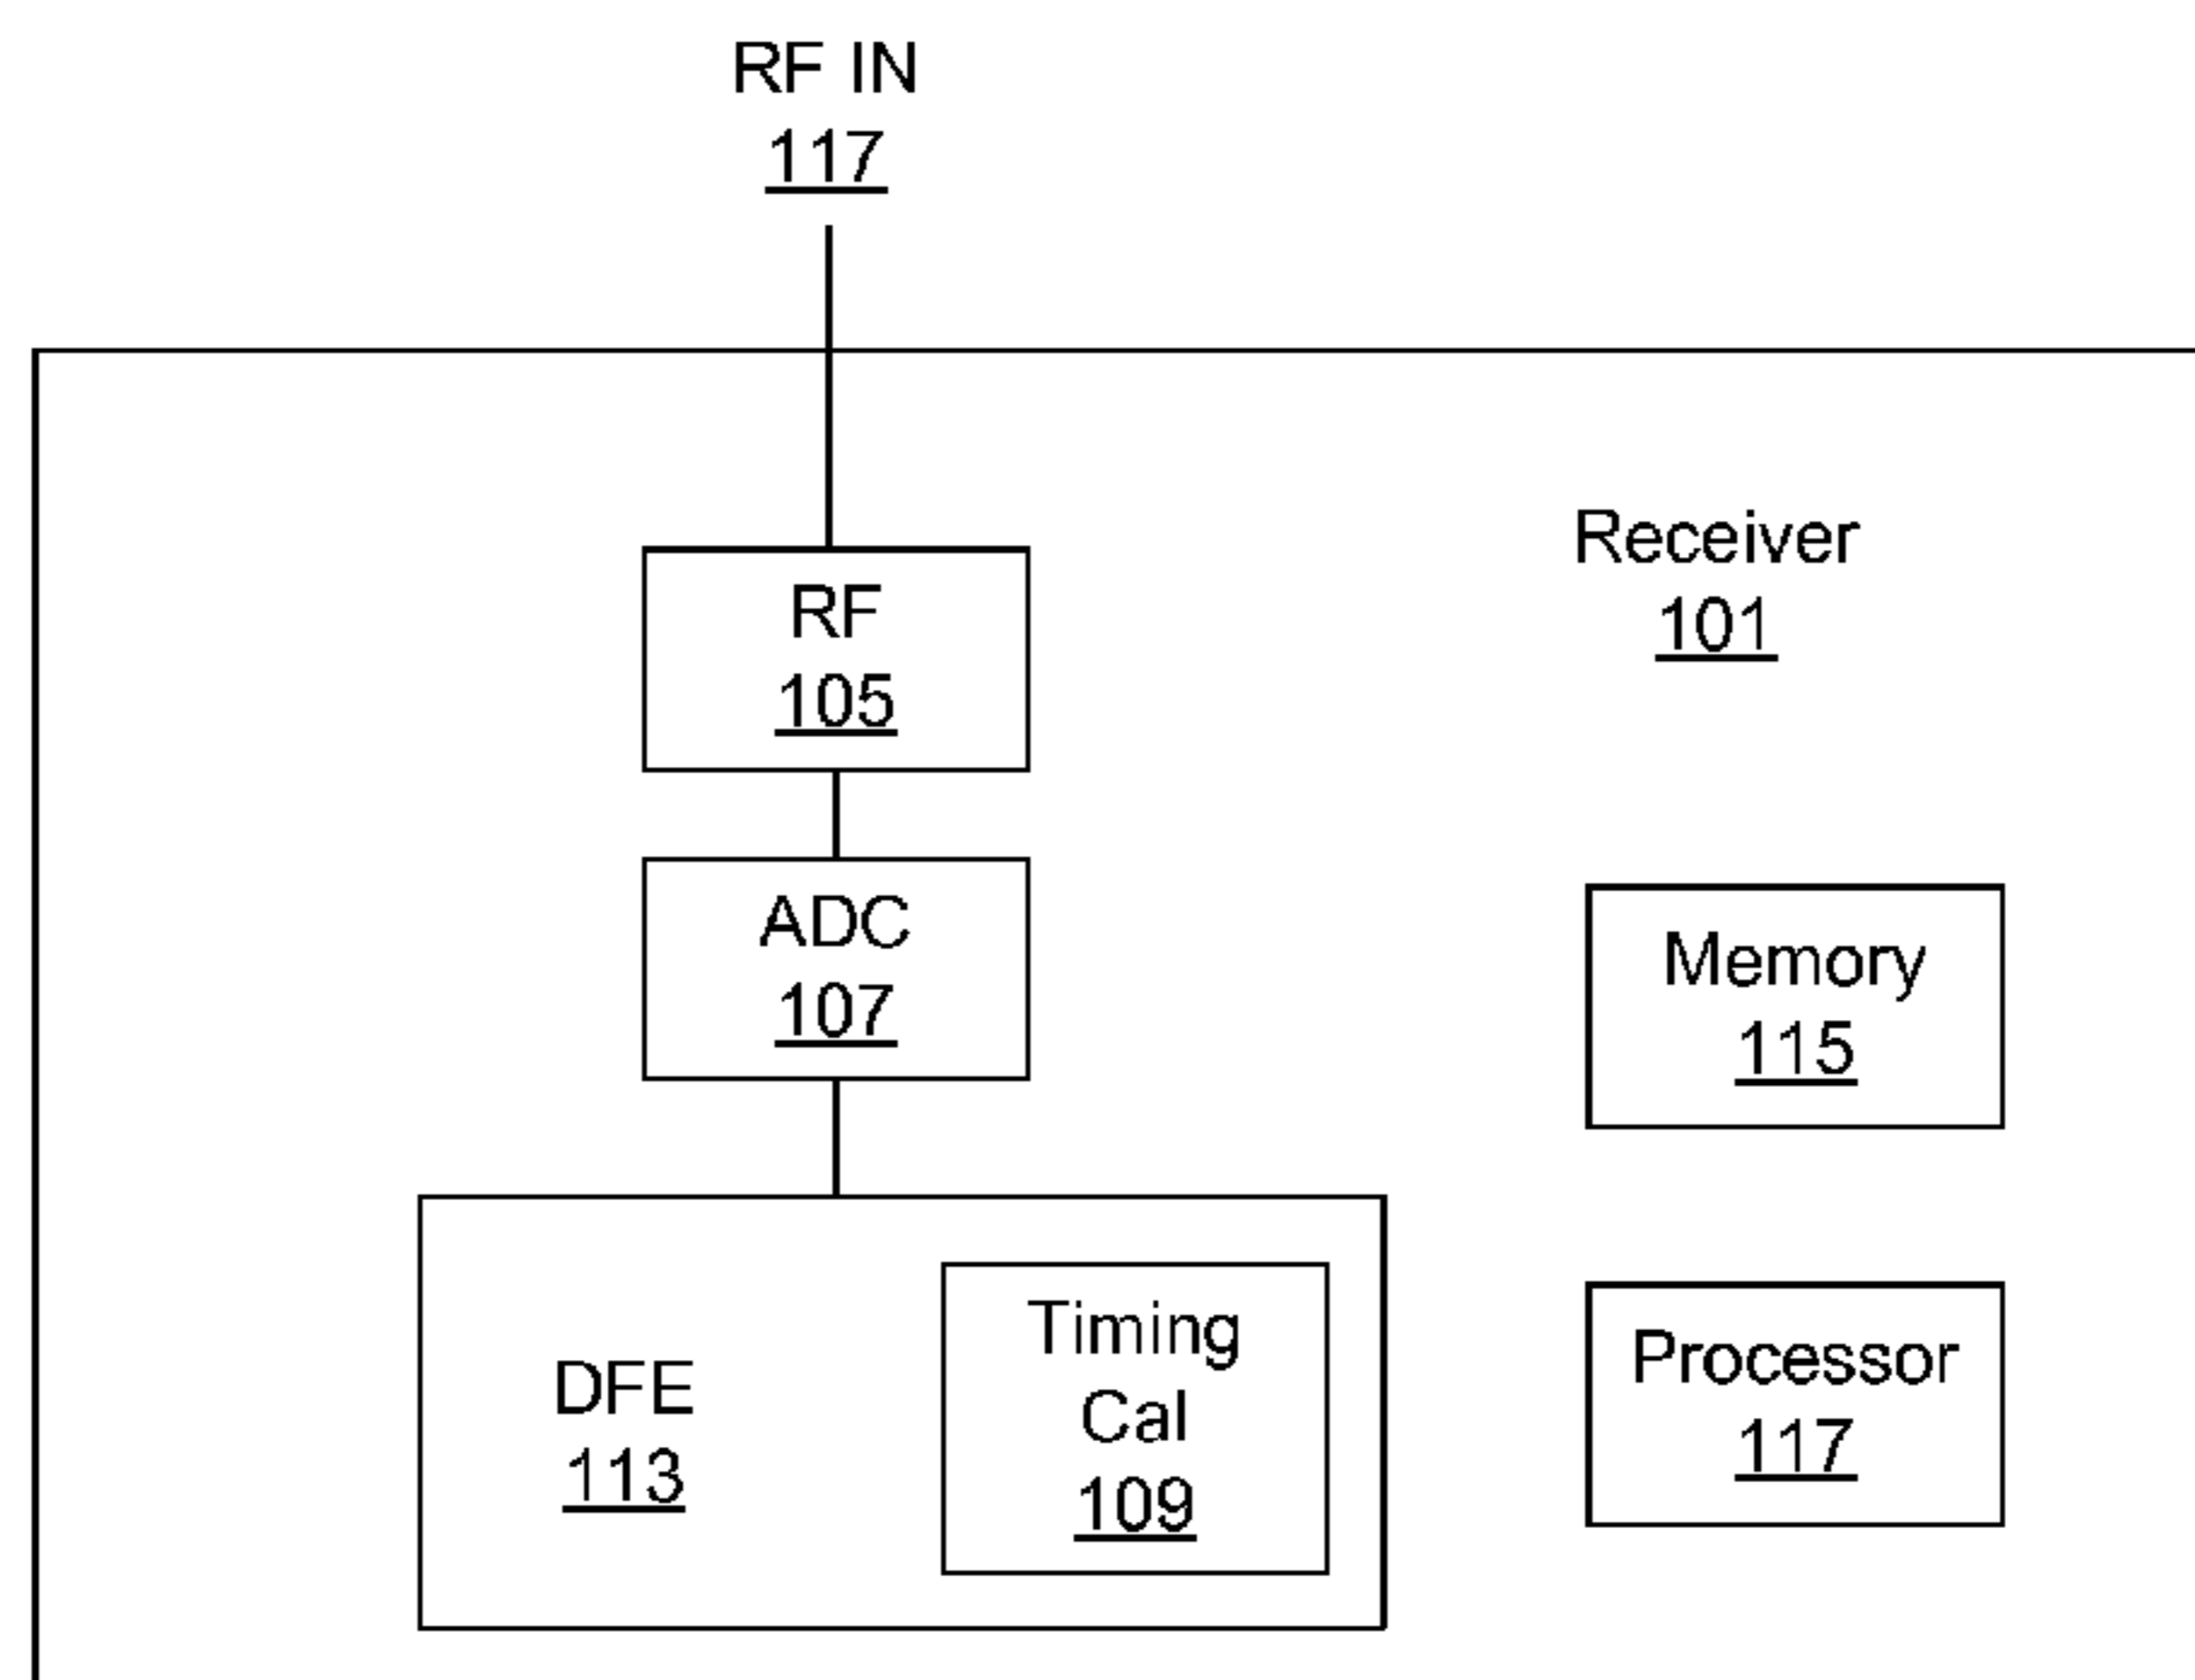 RF IN
117
Receiver
101
RF
105
ADC
107
Memory
115
Timing
Cal
109
DFE
113
Processor
117